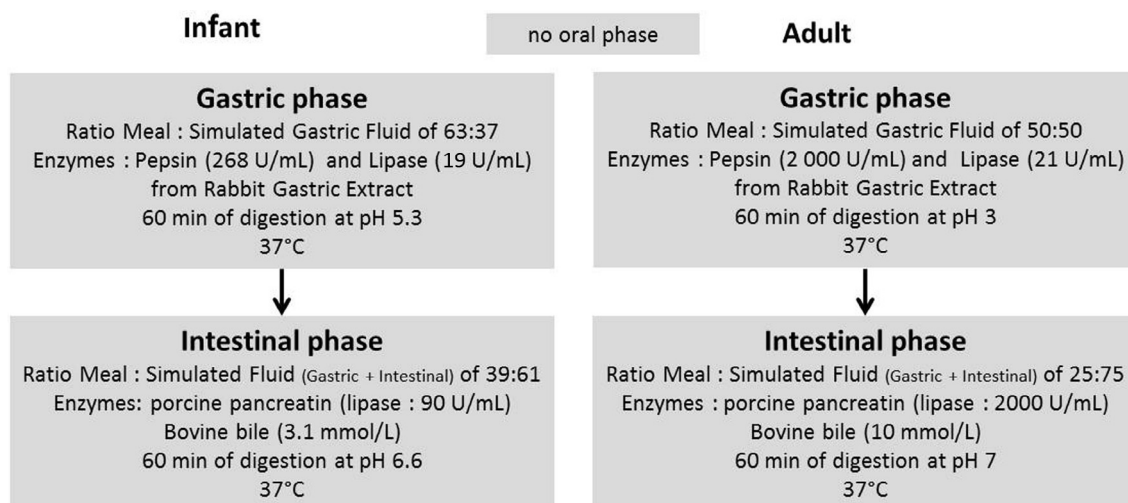 Infant
no oral phase
Adult
Gastric phase
Ratio Meal : Simulated Gastric Fluid of 63:37
Enzymes : Pepsin (268 U/mL) and Lipase (19 U/mL)
from Rabbit Gastric Extract
60 min of digestion at pH 5.3
37°C
Gastric phase
Ratio Meal : Simulated Gastric Fluid of 50:50
Enzymes : Pepsin (2 000 U/mL) and Lipase (21 U/mL)
from Rabbit Gastric Extract
60 min of digestion at pH 3
37°C
Intestinal phase
Ratio Meal : Simulated Fluid (Gastric + Intestinal) of 39:61
Enzymes: porcine pancreatin (lipase : 90 U/mL)
Bovine bile (3.1 mmol/L)
60 min of digestion at pH 6.6
37°C
Intestinal phase
Ratio Meal : Simulated Fluid (Gastric + Intestinal) of 25:75
Enzymes : porcine pancreatin (lipase : 2000 U/mL)
Bovine bile (10 mmol/L)
60 min of digestion at pH 7
37°C